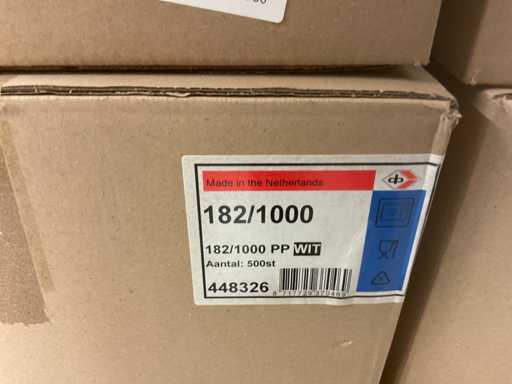 Made in the Netherlands
182/1000
182/1000 PP WIT
Aantal: 500st
448326